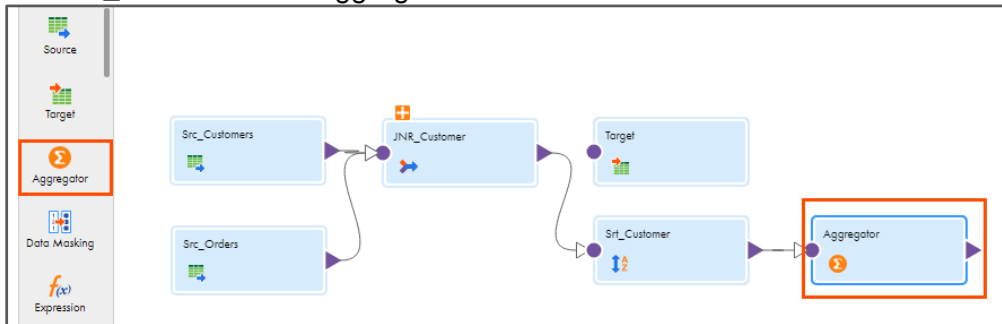 Source
Target
Aggregator
Data Masking
Expression
Src_Customers
JNR_Customer
Target
Src_Orders
Srt_Customer
Aggregator